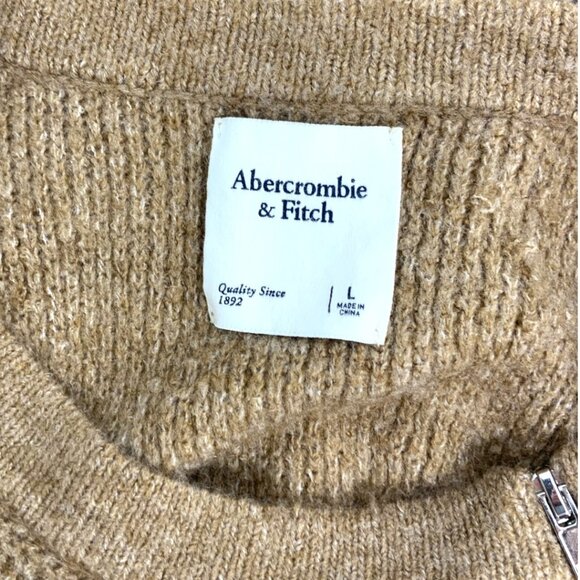 Abercrombie
& Fitch
Quality Since
1892
L
MADE IN
CHINA